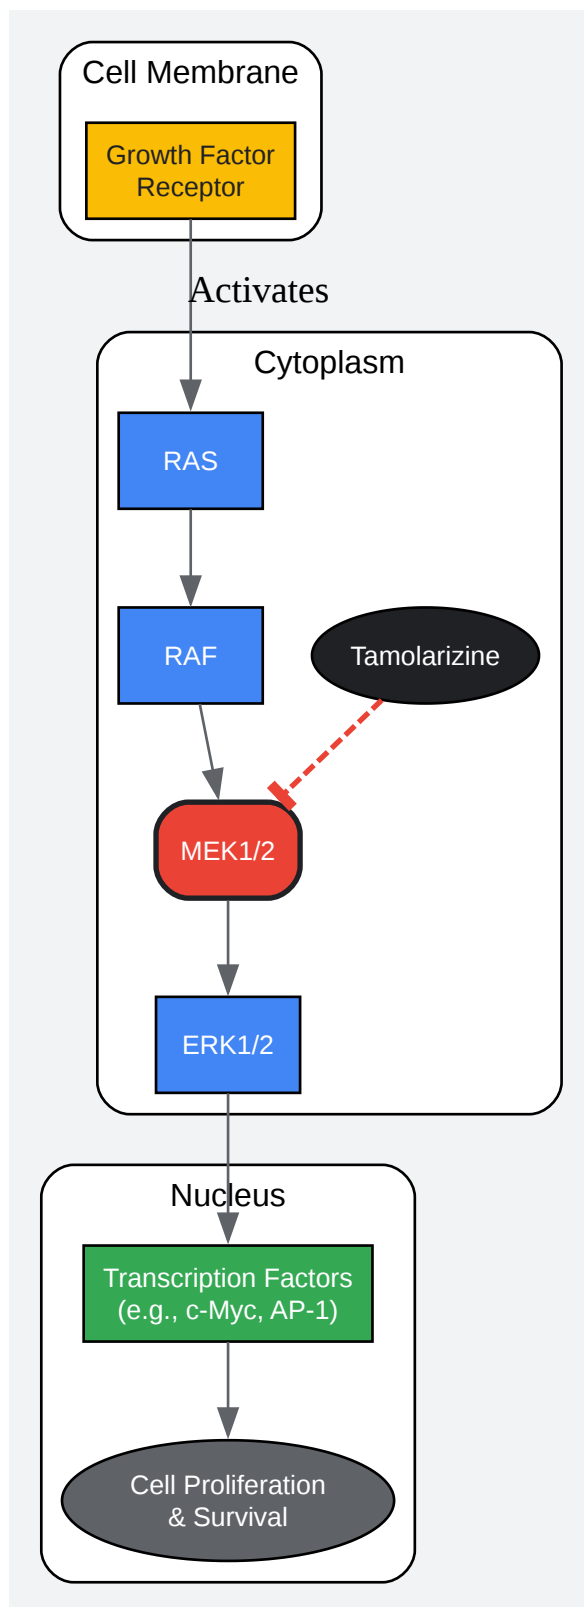 Cell Membrane
Growth Factor
Receptor
Activates
Cytoplasm
RAS
RAF
Tamolarizine
MEK1/2
ERK1/2
Nucleus
Transcription Factors
(e.g., c-Myc, AP-1)
Cell Proliferation
& Survival